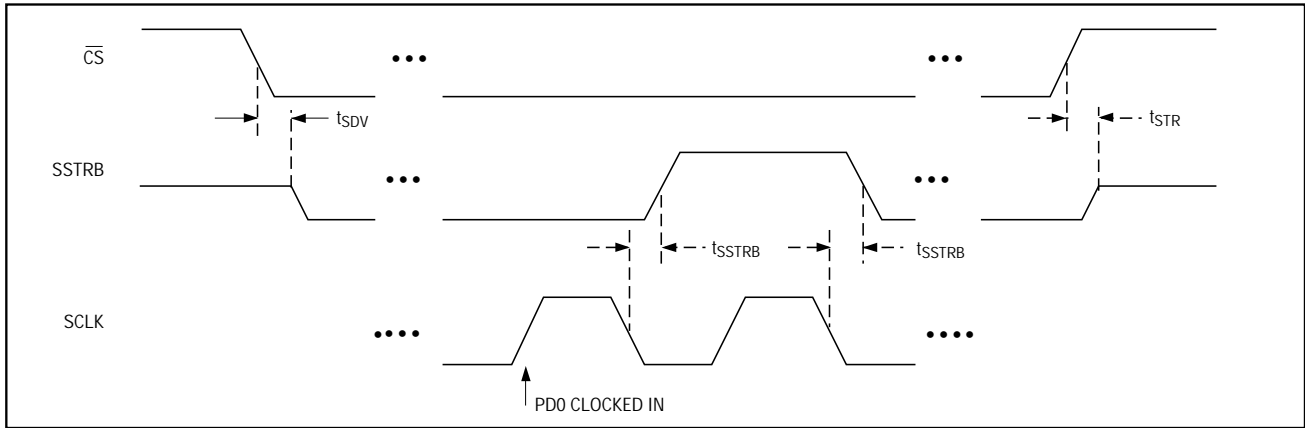 CS
tSDV
tSTR
SSTRB
tSSTRB
tSSTRB
SCLK
PD0 CLOCKED IN